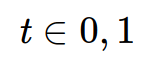 t ∈ 0, 1